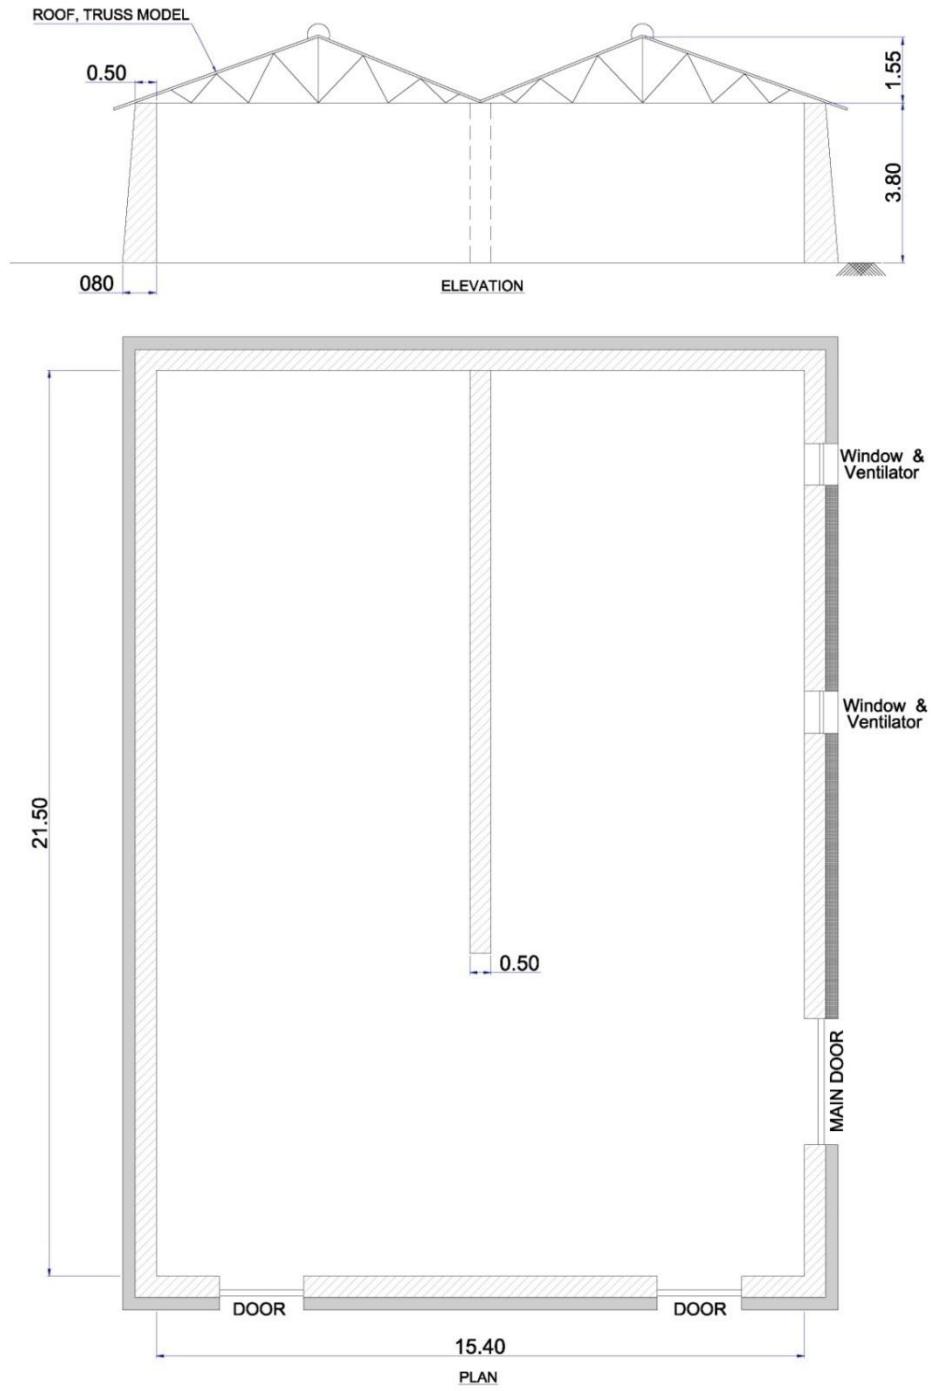 ROOF, TRUSS MODEL
0.50
1.55
3.80
080
ELEVATION
Window &
Ventilator
Window &
Ventilator
21.50
0.50
MAIN DOOR
DOOR
DOOR
15.40
PLAN